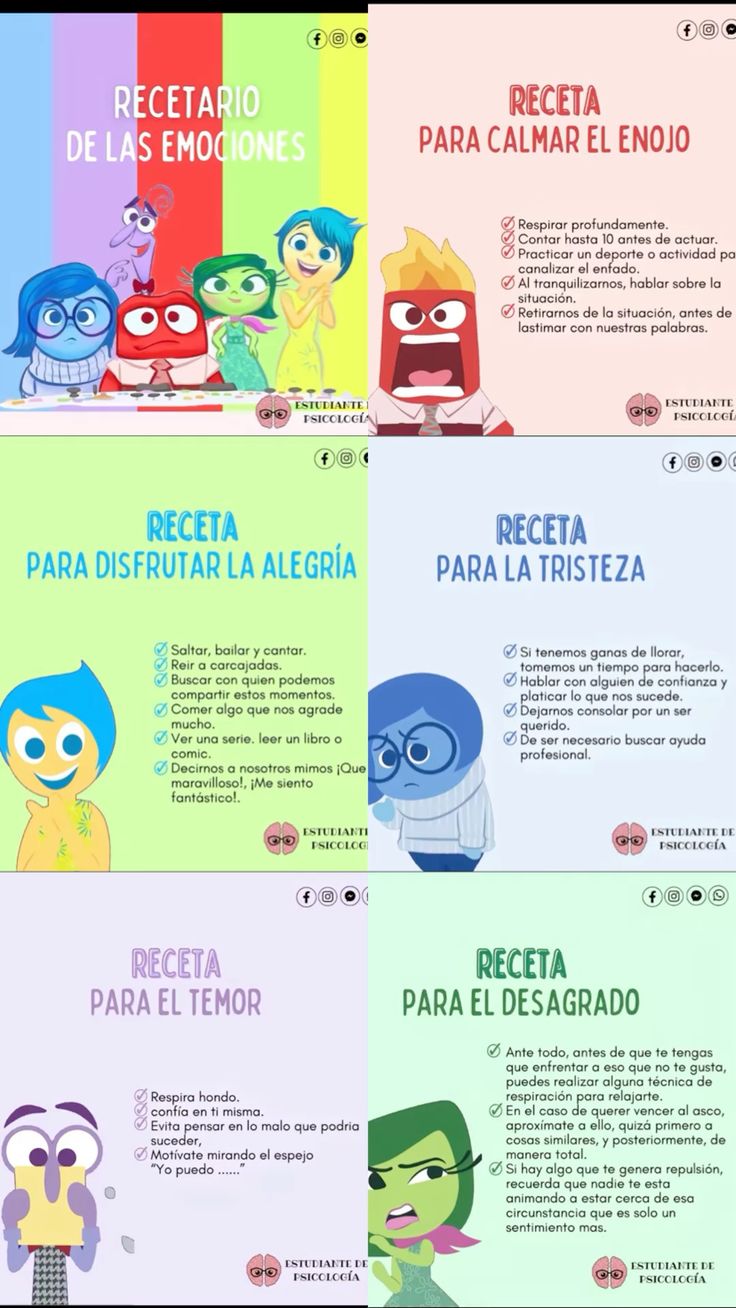 RECETARIO
DE LAS EMOCIONES
ESTUDIANTE
PSICOLOGÍA
RECETA
PARA CALMAR EL ENOJO
Respirar profundamente.
Contar hasta 10 antes de actuar.
Practicar un deporte o actividad pa
canalizar el enfado.
Al tranquilizarnos, hablar sobre la
situación.
Retirarnos de la situación, antes de
lastimar con nuestras palabras.
ESTUDIANTE
PSICOLOGÍA
RECETA
PARA DISFRUTAR LA ALEGRÍA
Saltar, bailar y cantar.
Reir a carcajadas.
Buscar con quien podemos
compartir estos momentos.
Comer algo que nos agrade
mucho.
Ver una serie. leer un libro o
comic.
Decirnos a nosotros mimos ¡Que
maravilloso!, ¡Me siento
fantástico!.
ESTUDIANTE
PSICOLOG
RECETA
PARA LA TRISTEZA
Si tenemos ganas de llorar,
tomemos un tiempo para hacerlo.
Hablar con alguien de confianza y
platicar lo que nos sucede.
Dejarnos consolar por un ser
querido.
De ser necesario buscar ayuda
profesional.
ESTUDIANTE DE
PSICOLOGÍA
RECETA
PARA EL TEMOR
Respira hondo.
confía en ti misma.
Evita pensar en lo malo que podria
suceder,
Motívate mirando el espejo
“Yo puedo ......”
ESTUDIANTE DE
PSICOLOGÍA
RECETA
PARA EL DESAGRADO
Ante todo, antes de que te tengas
que enfrentar a eso que no te gusta,
puedes realizar alguna técnica de
respiración para relajarte.
En el caso de querer vencer al asco,
aproxímate a ello, quizá primero a
cosas similares, y posteriormente, de
manera total.
Si hay algo que te genera repulsión,
recuerda que nadie te esta
animando a estar cerca de esa
circunstancia que es solo un
sentimiento mas.
ESTUDIANTE DE
PSICOLOGÍA